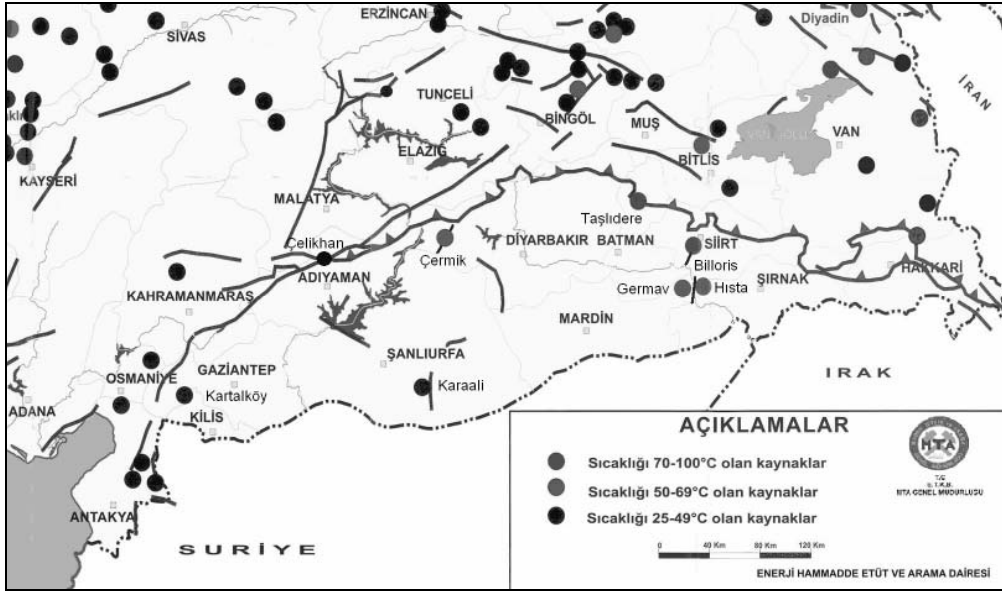 ERZİNCAN
Diyadin
SİVAS
İRAN
TUNCELİ
BİNGÖL
MUŞ
VAN
ELAZIĞ
BİTLİS
KAYSERİ
MALATYA
Taşlıdere
Çelikhan
DİYARBAKIR
BATMAN
SİİRT
Çermik
Billoris
HAKKARİ
ADIYAMAN
Germav
Hısta
ŞIRNAK
KAHRAMANMARAŞ
MARDİN
ŞANLIURFA
GAZİANTEP
OSMANİYE
Karaali
IRAK
Kartalköy
ADANA
KİLİS
AÇIKLAMALAR
MTA
Sıcaklığı 70-100°C olan kaynaklar
T.C
E.T.K.B.
MTA GENEL MÜDÜRLÜĞÜ
Sıcaklığı 50-69°C olan kaynaklar
ANTAKYA
Sıcaklığı 25-49°C olan kaynaklar
SURİYE
0 40 Km 80 Km 120 Km
ENERJİ HAMMADDE ETÜT VE ARAMA DAİRESİ